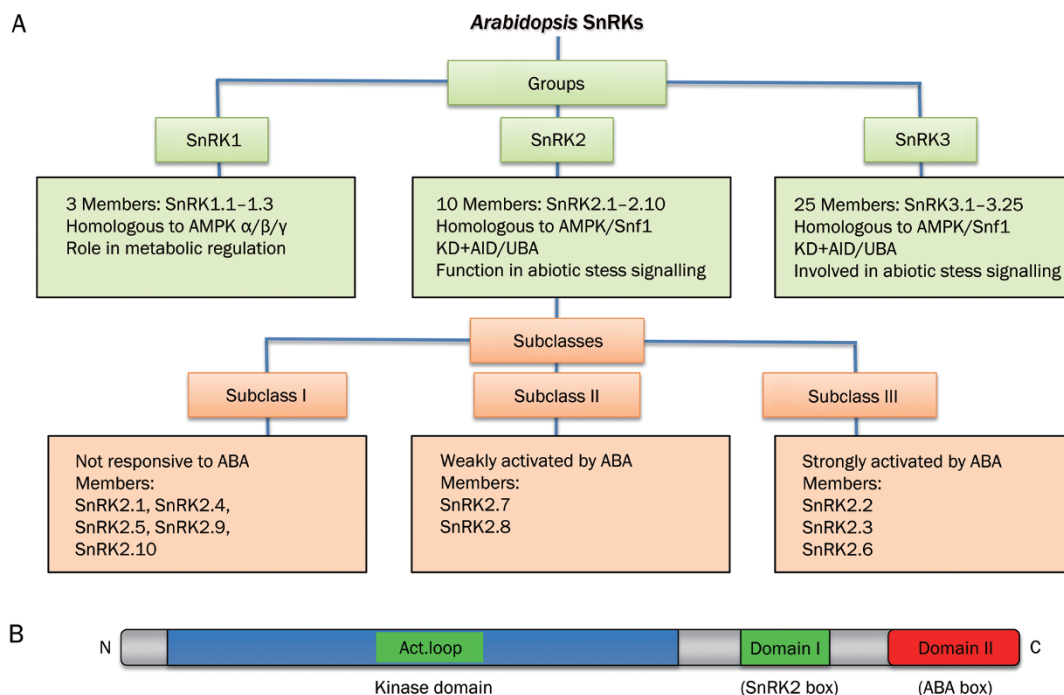 A
Arabidopsis SnRKs
Groups
SnRK1
SnRK2
SnRK3
3 Members: SnRK1.1–1.3
Homologous to AMPK α/β/γ
Role in metabolic regulation
10 Members: SnRK2.1–2.10
Homologous to AMPK/Snf1
KD+AID/UBA
Function in abiotic stess signalling
25 Members: SnRK3.1–3.25
Homologous to AMPK/Snf1
KD+AID/UBA
Involved in abiotic stess signalling
Subclasses
Subclass I
Subclass II
Subclass III
Not responsive to ABA
Members:
SnRK2.1, SnRK2.4,
SnRK2.5, SnRK2.9,
SnRK2.10
Weakly activated by ABA
Members:
SnRK2.7
SnRK2.8
Strongly activated by ABA
Members:
SnRK2.2
SnRK2.3
SnRK2.6
B
N
Act.loop
Domain I
Domain II
C
Kinase domain
(SnRK2 box)
(ABA box)